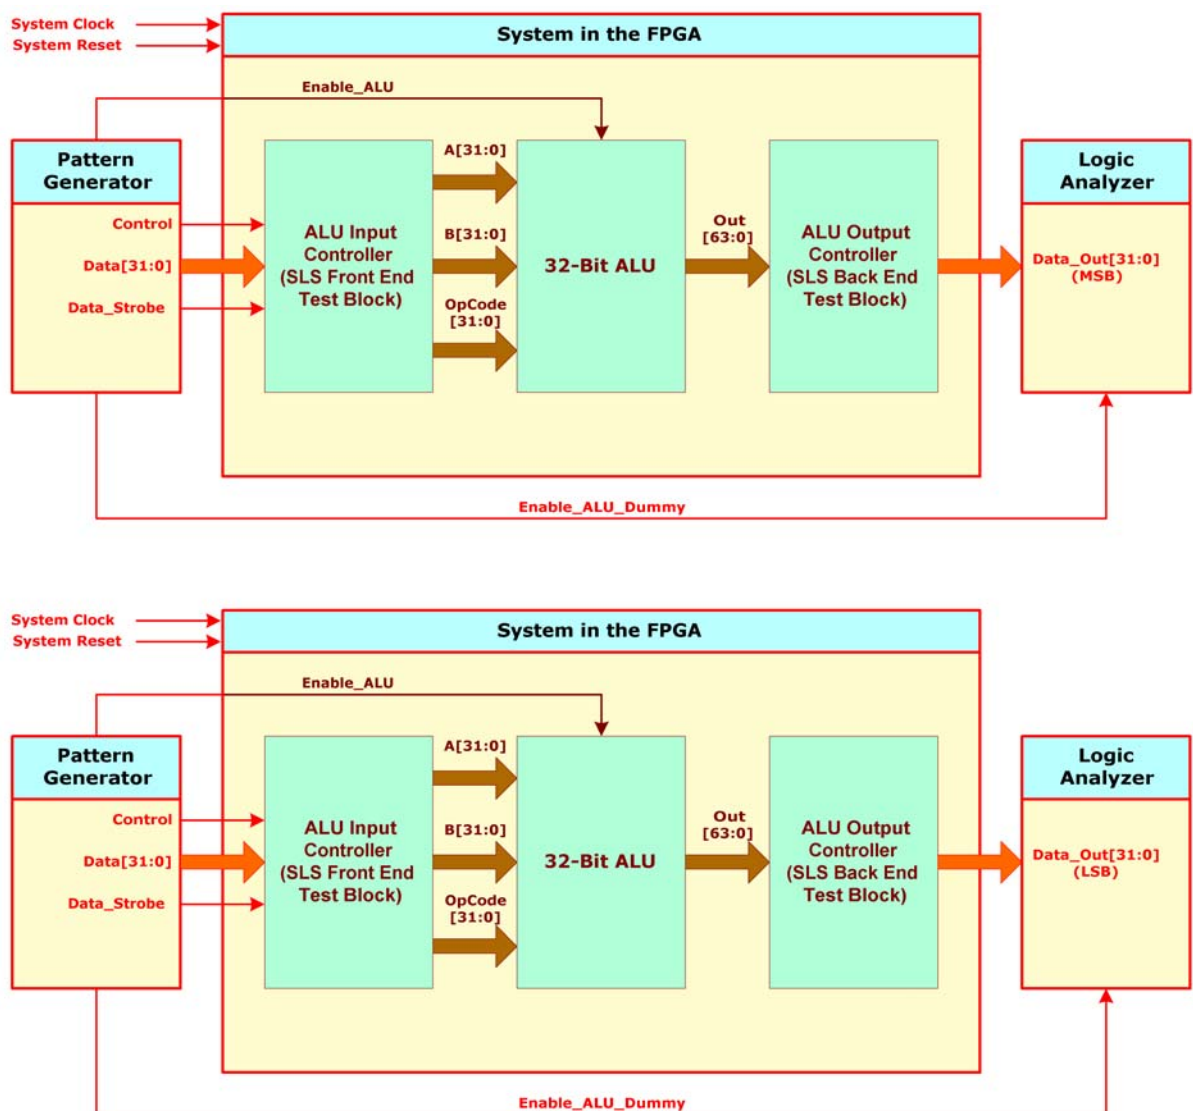 System Clock
System Reset
System in the FPGA
Enable_ALU
Pattern
Generator
Control
Data[31:0]
Data_Strobe
ALU Input
Controller
(SLS Front End
Test Block)
A[31:0]
B[31:0]
OpCode
[31:0]
32-Bit ALU
Out
[63:0]
ALU Output
Controller
(SLS Back End
Test Block)
Logic
Analyzer
Data_Out[31:0]
(MSB)
Enable_ALU_Dummy
System Clock
System Reset
System in the FPGA
Enable_ALU
Pattern
Generator
Control
Data[31:0]
Data_Strobe
ALU Input
Controller
(SLS Front End
Test Block)
A[31:0]
B[31:0]
OpCode
[31:0]
32-Bit ALU
Out
[63:0]
ALU Output
Controller
(SLS Back End
Test Block)
Logic
Analyzer
Data_Out[31:0]
(LSB)
Enable_ALU_Dummy